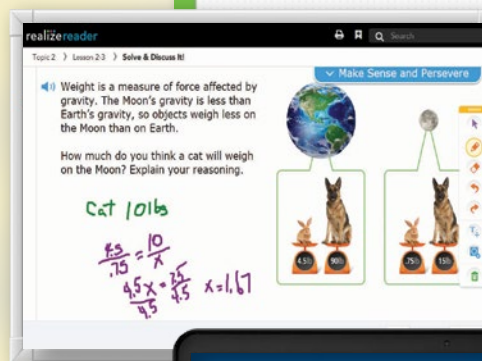 realizereader
Search
Topic 2 > Lesson 2-3 > Solve & Discuss It!
Make Sense and Persevere
Weight is a measure of force affected by
gravity. The Moon's gravity is less than
Earth's gravity, so objects weigh less on
the Moon than on Earth.
How much do you think a cat will weigh
on the Moon? Explain your reasoning.
Cat 10lbs
4.5/.75 = 10/x
4.5x/4.5 = 7.5/4.5 x=1.67
4.5lb 90lb
.75lb 15lb